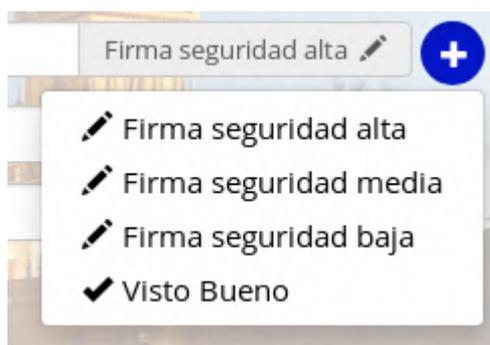 Firma seguridad alta
Firma seguridad alta
Firma seguridad media
Firma seguridad baja
Visto Bueno